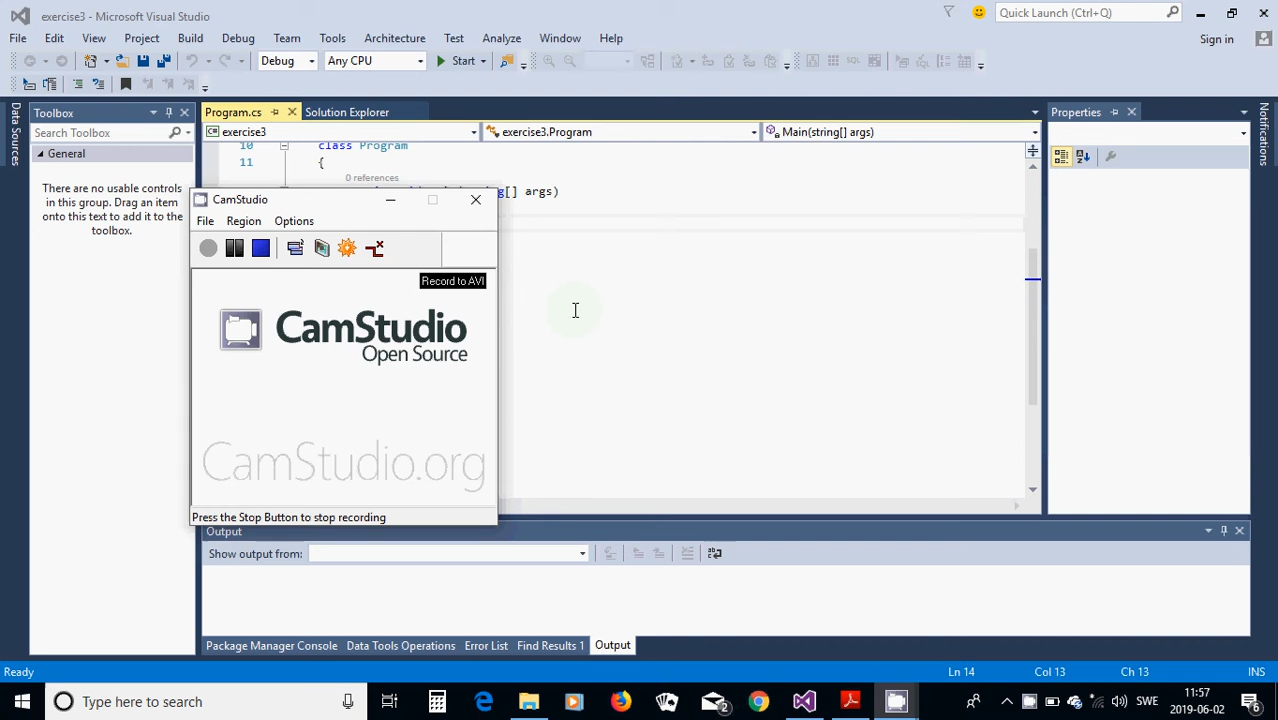 exercise3 - Microsoft Visual Studio
Quick Launch (Ctrl+Q)
File Edit View Project Build Debug Team Tools Architecture Test Analyze Window Help
Sign in
Debug Any CPU Start
Toolbox
Program.cs Solution Explorer
Properties
Data Sources
Notifications
Search Toolbox
exercise3 exercise3.Program Main(string[] args)
General
10 class Program
11 {
0 references
[] args)
There are no usable controls
in this group. Drag an item
onto this text to add it to the
toolbox.
CamStudio
File Region Options
Record to AVI
CamStudio
Open Source
CamStudio.org
Press the Stop Button to stop recording
Output
Show output from:
Package Manager Console Data Tools Operations Error List Find Results 1 Output
Ready Ln 14 Col 13 Ch 13 INS
Type here to search
2
SWE
11:57
2019-06-02
6